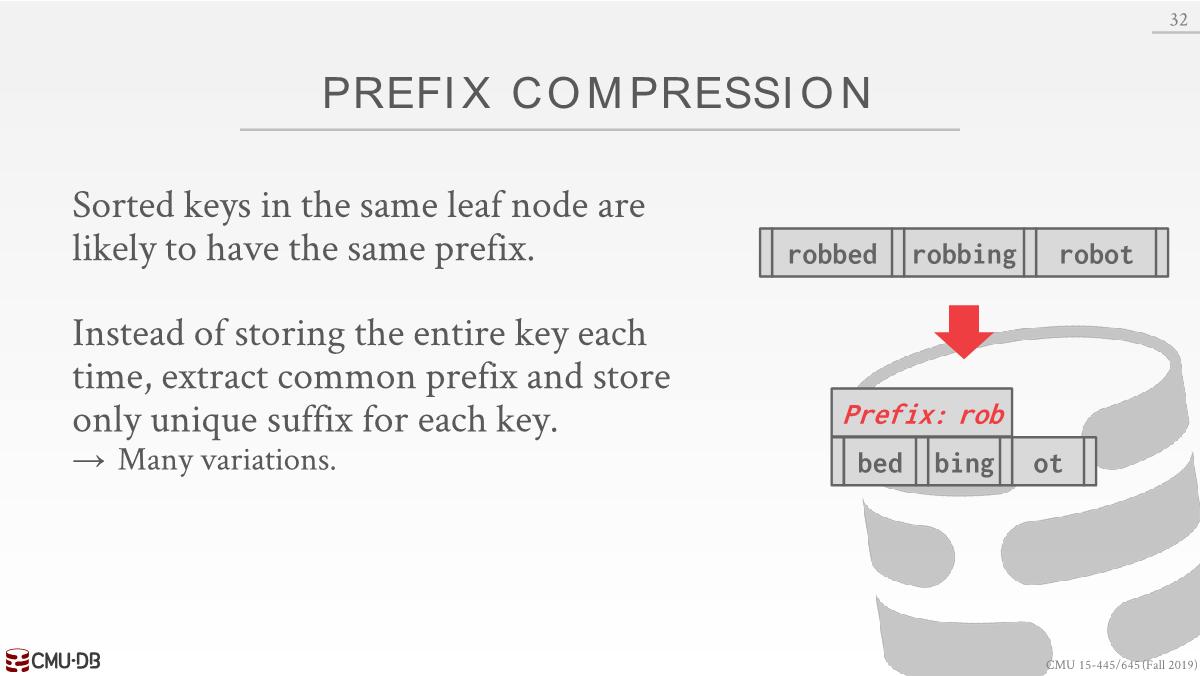 32
PREFIX COMPRESSION
Sorted keys in the same leaf node are
likely to have the same prefix.
Instead of storing the entire key each
time, extract common prefix and store
only unique suffix for each key.
→ Many variations.
robbed robbing robot
Prefix: rob
bed bing ot
CMU·DB
CMU 15-445/645 (Fall 2019)